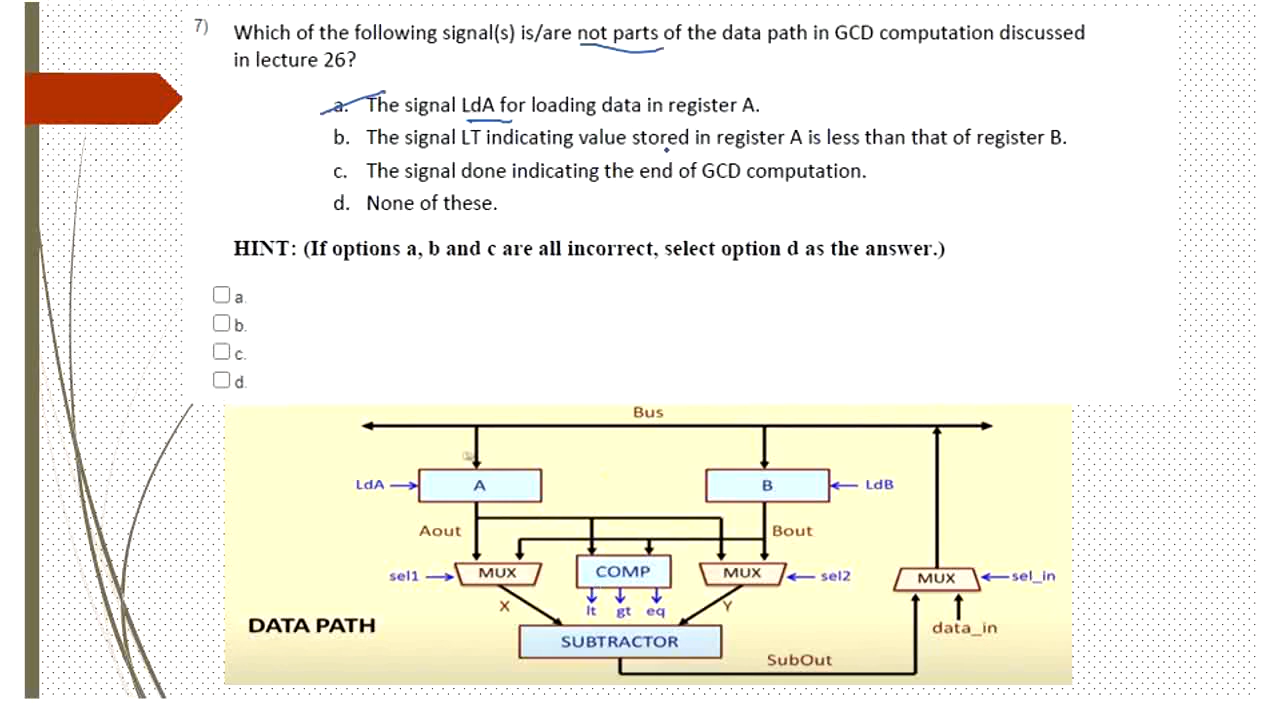 7) Which of the following signal(s) is/are not parts of the data path in GCD computation discussed
in lecture 26?
a. The signal LdA for loading data in register A.
b. The signal LT indicating value stored in register A is less than that of register B.
c. The signal done indicating the end of GCD computation.
d. None of these.
HINT: (If options a, b and c are all incorrect, select option d as the answer.)
a.
b.
c.
d.
Bus
LdA A B LdB
Aout Bout
sel1 MUX COMP MUX sel2 MUX sel_in
X lt gt eq Y
DATA PATH SUBTRACTOR data_in
SubOut